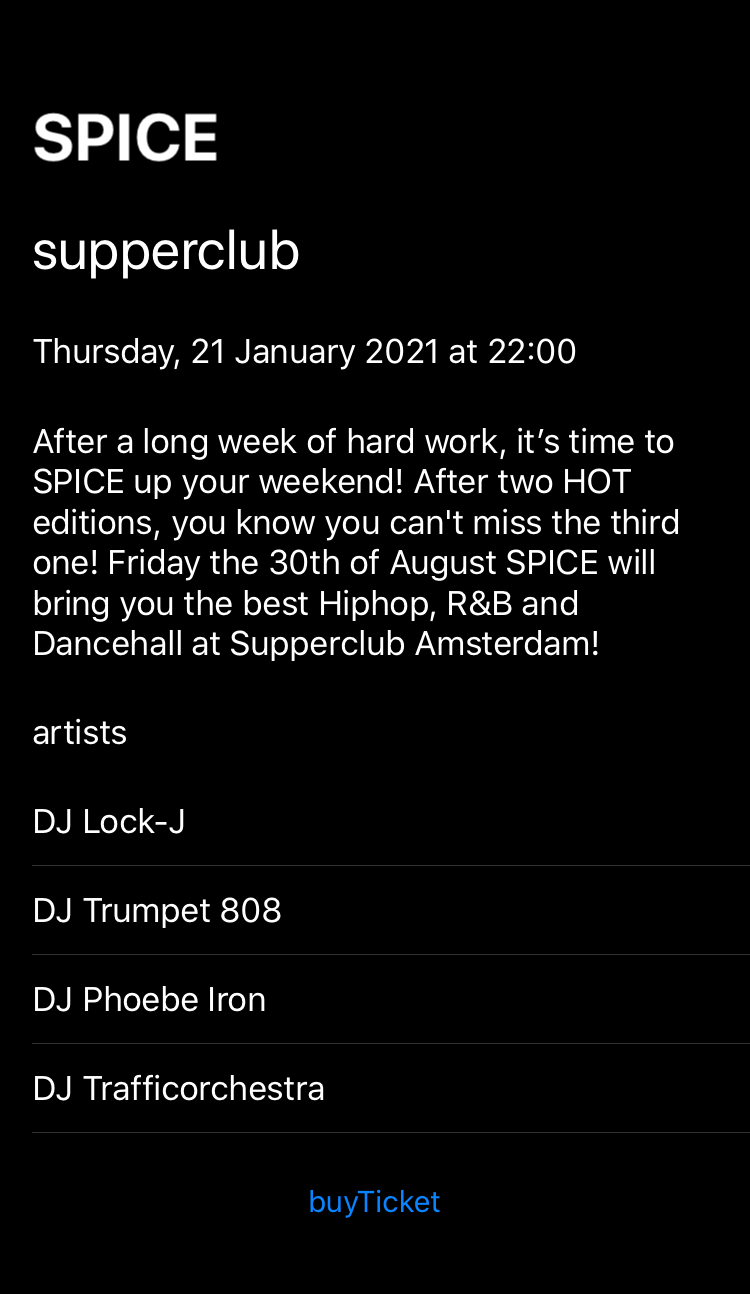 SPICE
supperclub
Thursday, 21 January 2021 at 22:00
After a long week of hard work, it’s time to
SPICE up your weekend! After two HOT
editions, you know you can't miss the third
one! Friday the 30th of August SPICE will
bring you the best Hiphop, R&B and
Dancehall at Supperclub Amsterdam!
artists
DJ Lock-J
DJ Trumpet 808
DJ Phoebe Iron
DJ Trafficorchestra
buyTicket